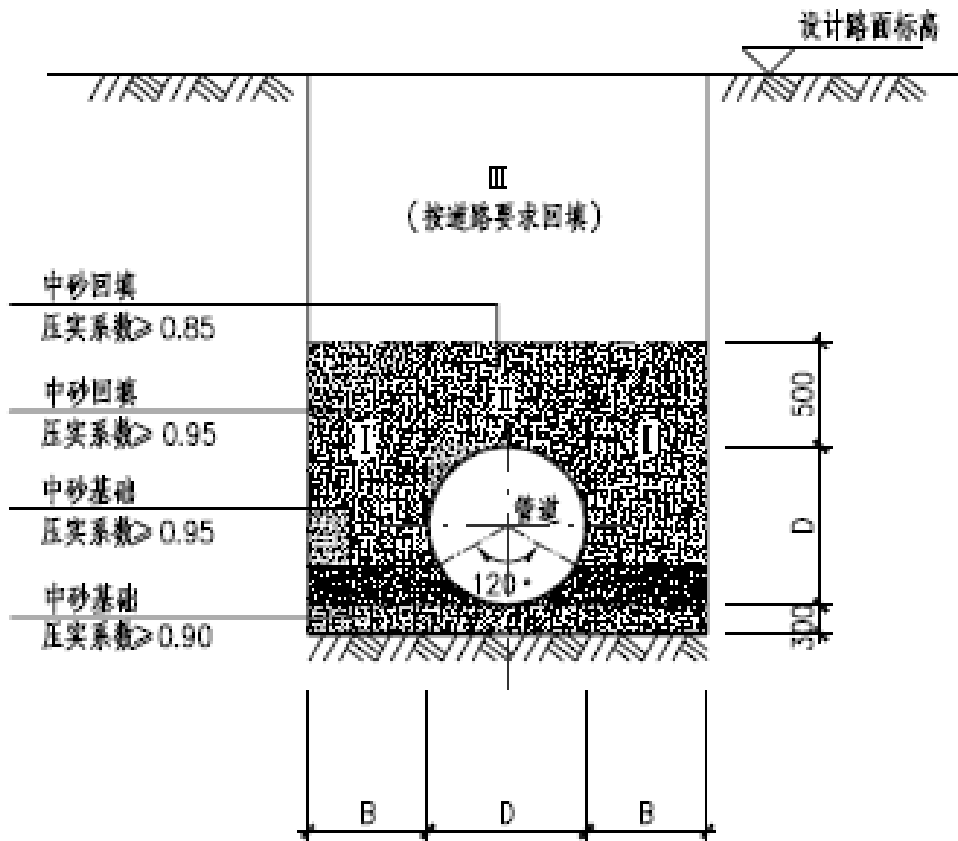 设计路面标高
Ⅲ
(按道路要求回填)
中砂回填
压实系数≥0.85
中砂回填
压实系数≥0.95
中砂基础
压实系数≥0.95
中砂基础
压实系数≥0.90
Ⅱ
Ⅰ
Ⅰ
管道
120°
500
D
300
B
D
B